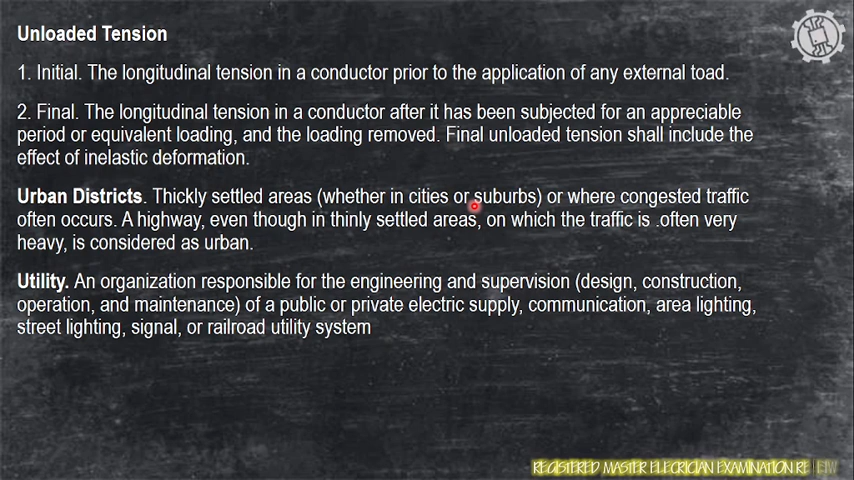 Unloaded Tension
1. Initial. The longitudinal tension in a conductor prior to the application of any external toad.
2. Final. The longitudinal tension in a conductor after it has been subjected for an appreciable
period or equivalent loading, and the loading removed. Final unloaded tension shall include the
effect of inelastic deformation.
Urban Districts. Thickly settled areas (whether in cities or suburbs) or where congested traffic
often occurs. A highway, even though in thinly settled areas, on which the traffic is .often very
heavy, is considered as urban.
Utility. An organization responsible for the engineering and supervision (design, construction,
operation, and maintenance) of a public or private electric supply, communication, area lighting,
street lighting, signal, or railroad utility system
REGISTERED MASTER ELECRICIAN EXAMINATION REVIEW